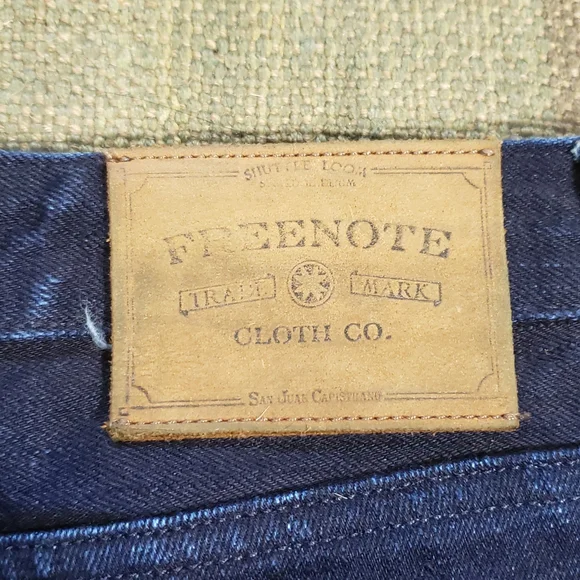 SHUTTLE LOOM
FREENOTE
TRADE MARK
CLOTH CO.
SAN JUAN CAPISTRANO